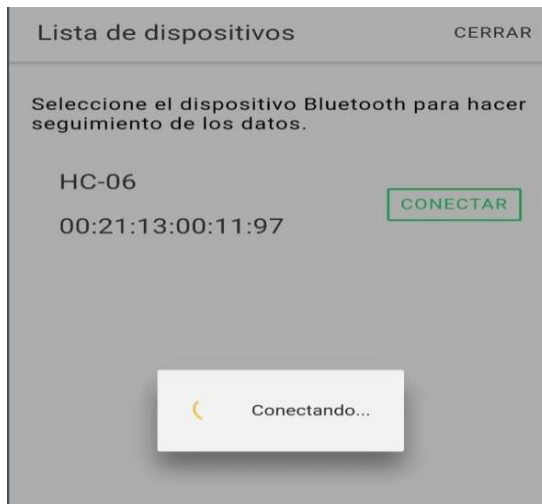 Lista de dispositivos CERRAR
Seleccione el dispositivo Bluetooth para hacer
seguimiento de los datos.
HC-06
CONECTAR
00:21:13:00:11:97
Conectando...